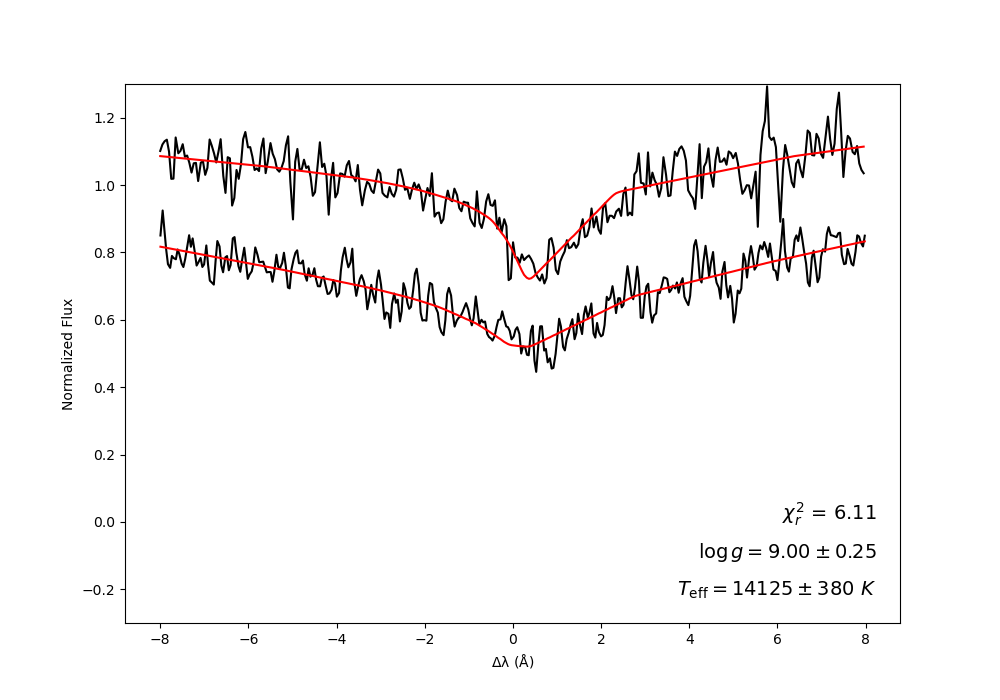 1.2
1.0
0.8
0.6
0.4
0.2
0.0
−0.2
Normalized Flux
χ²ᵣ = 6.11
log g = 9.00 ± 0.25
T_eff = 14125 ± 380 K
−8 −6 −4 −2 0 2 4 6 8
Δλ (Å)